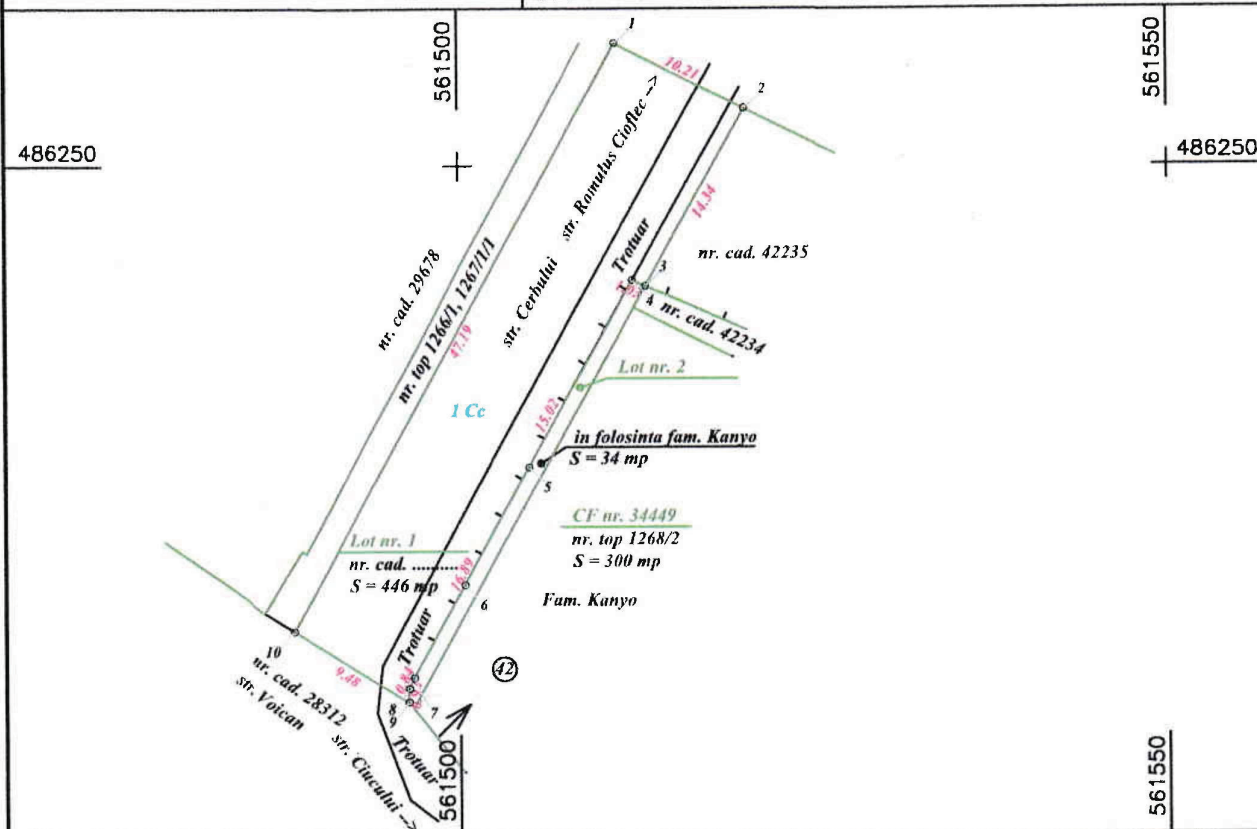 561500
561550
486250
486250
1
10.21
2
str. Romulus Cioflec -->
str. Cerbului
Trotuar
14.34
nr. cad. 42235
nr. cad. 29678
nr. top 1266/1, 1267/1/1
47.19
3
4
nr. cad. 42234
Lot nr. 2
1 Cc
15.02
in folosinta fam. Kanyo
S = 34 mp
5
CF nr. 34449
nr. top 1268/2
S = 300 mp
Lot nr. 1
nr. cad. ..........
S = 446 mp
16.89
6
Fam. Kanyo
Trotuar
10
9.48
42
nr. cad. 28312
str. Voican
8
9
7
Trotuar
str. Ciucului -->
561500
561550